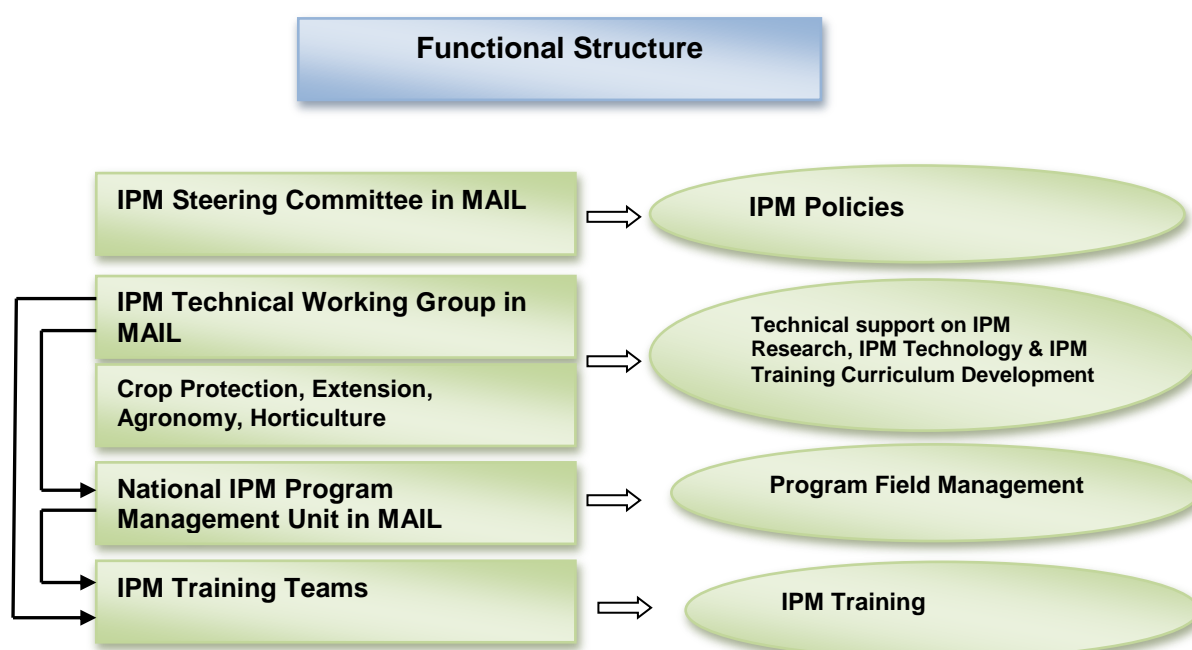 Functional Structure
IPM Steering Committee in MAIL
IPM Policies
IPM Technical Working Group in
MAIL
Technical support on IPM
Research, IPM Technology & IPM
Training Curriculum Development
Crop Protection, Extension,
Agronomy, Horticulture
National IPM Program
Management Unit in MAIL
Program Field Management
IPM Training Teams
IPM Training